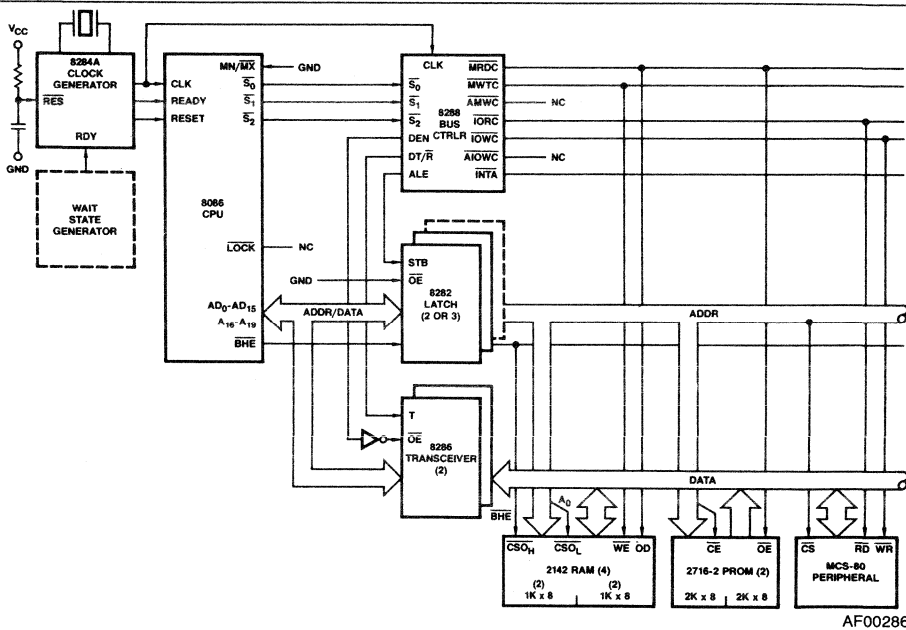 VCC
8284A
CLOCK
GENERATOR
RES
RDY
GND
WAIT
STATE
GENERATOR
CLK
READY
RESET
MN/MX
S0
S1
S2
8086
CPU
LOCK
AD0-AD15
A16-A19
BHE
GND
NC
GND
ADDR/DATA
CLK
S0
S1
S2
DEN
DT/R
ALE
8288
BUS
CTRLR
MRDC
MWTC
AMWC
IORC
IOWC
AIOWC
INTA
NC
NC
STB
OE
8282
LATCH
(2 OR 3)
ADDR
T
OE
8286
TRANSCEIVER
(2)
DATA
BHE
A0
CSOH
CSOL
WE
OD
2142 RAM (4)
(2)
1K x 8
(2)
1K x 8
CE
OE
2716-2 PROM (2)
2K x 8
2K x 8
CS
RD
WR
MCS-80
PERIPHERAL
AF00286